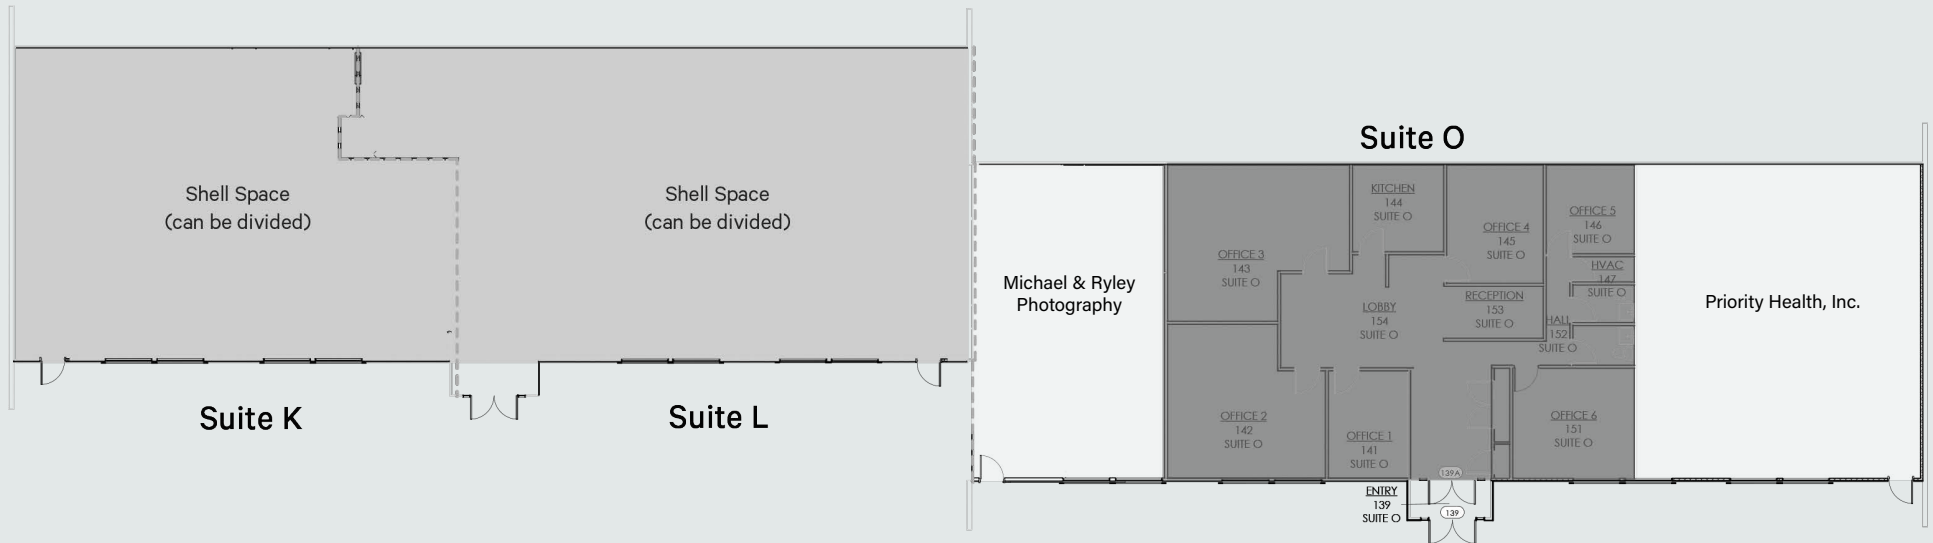 Shell Space
(can be divided)
Suite K
Shell Space
(can be divided)
Suite L
Michael & Ryley
Photography
Suite O
OFFICE 3
143
SUITE O
KITCHEN
144
SUITE O
OFFICE 4
145
SUITE O
OFFICE 5
146
SUITE O
HVAC
147
SUITE O
LOBBY
154
SUITE O
RECEPTION
153
SUITE O
HALL
152
SUITE O
OFFICE 2
142
SUITE O
OFFICE 1
141
SUITE O
OFFICE 6
151
SUITE O
139A
ENTRY
139
SUITE O
139
Priority Health, Inc.